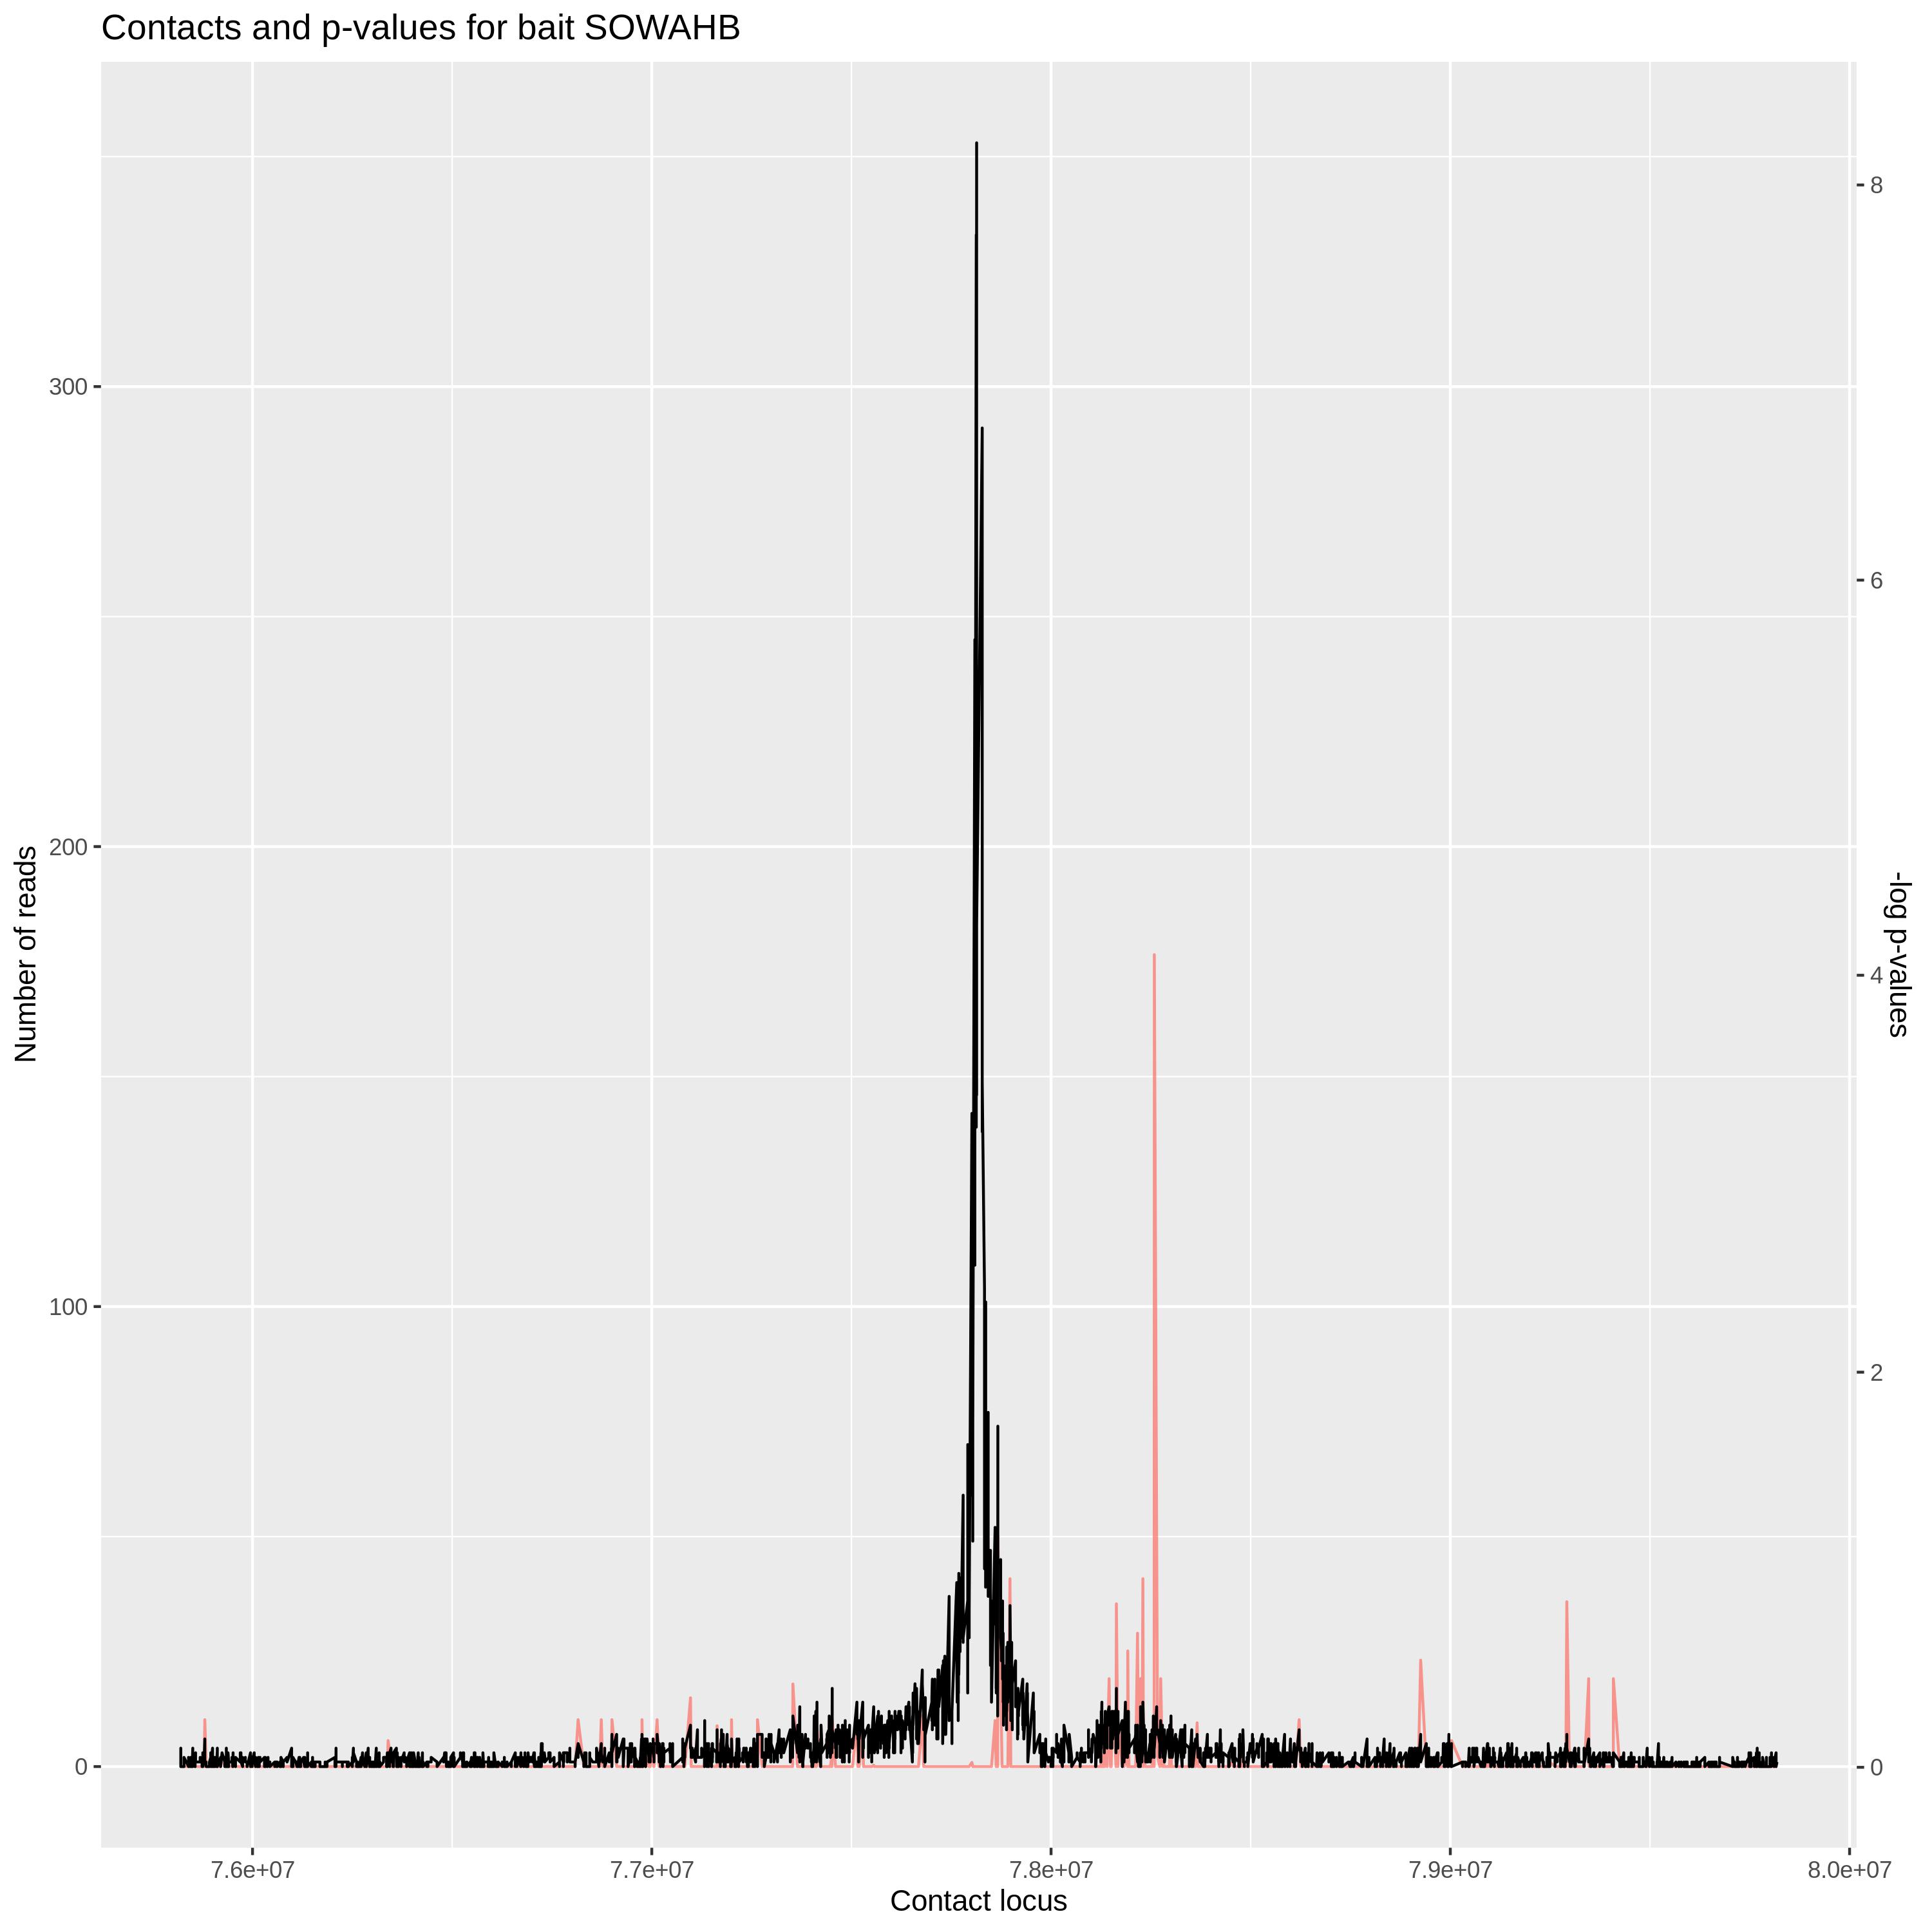 Contacts and p-values for bait SOWAHB
300
200
100
0
8
6
4
2
0
Number of reads
-log p-values
7.6e+07 7.7e+07 7.8e+07 7.9e+07 8.0e+07
Contact locus